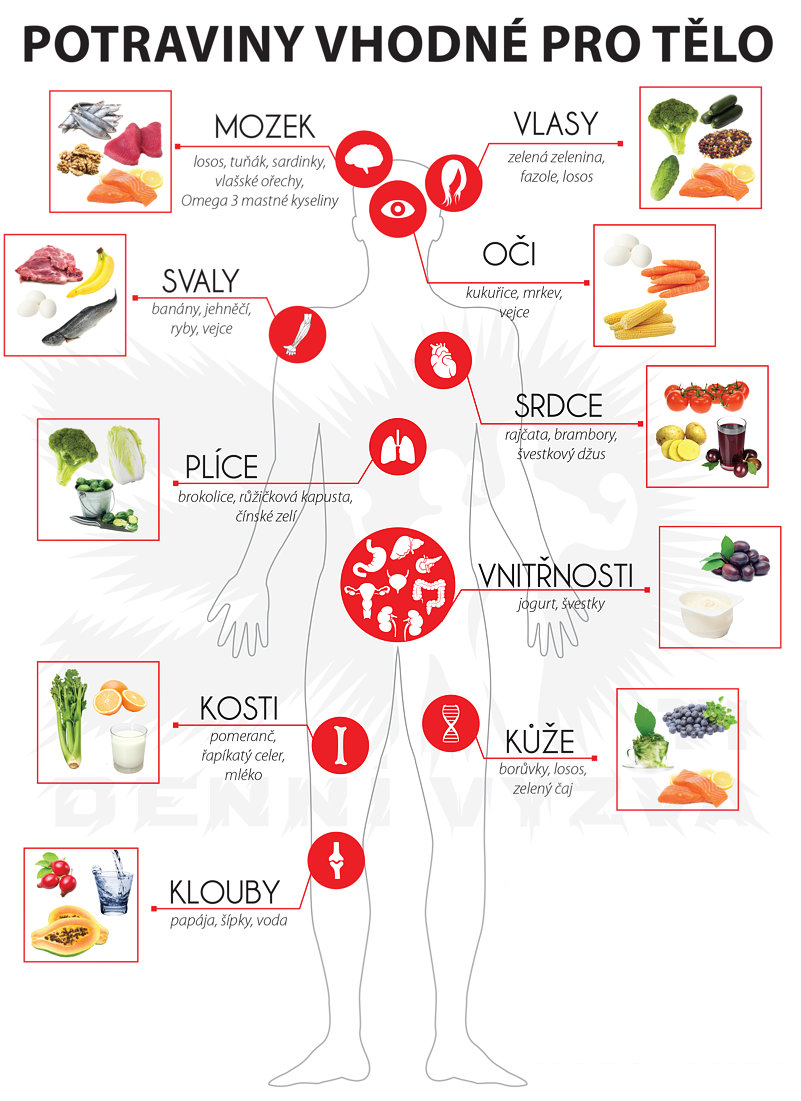 POTRAVINY VHODNÉ PRO TĚLO
MOZEK
losos, tuňák, sardinky,
vlašské ořechy,
Omega 3 mastné kyseliny
VLASY
zelená zelenina,
fazole, losos
OČI
kukuřice, mrkev,
vejce
SVALY
banány, jehněčí,
ryby, vejce
SRDCE
rajčata, brambory,
švestkový džus
PLÍCE
brokolice, růžičková kapusta,
čínské zelí
VNITŘNOSTI
jogurt, švestky
KOSTI
pomeranč,
řapíkatý celer,
mléko
KŮŽE
borůvky, losos,
zelený čaj
DENNÍ VÝZVA
KLOUBY
papája, šípky, voda